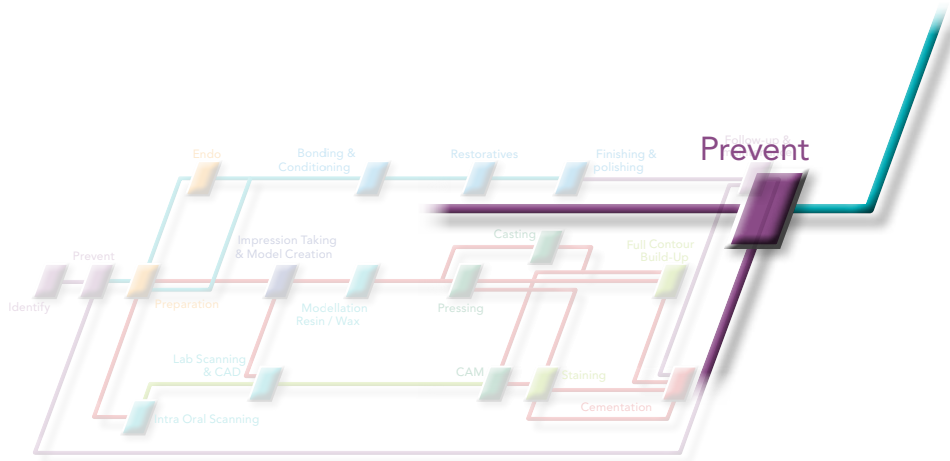 Follow-up &
Prevent
Endo
Bonding &
Conditioning
Restoratives
Finishing &
polishing
Casting
Impression Taking
& Model Creation
Full Contour
Build-Up
Prevent
Identify
Preparation
Modellation
Resin / Wax
Pressing
Lab Scanning
& CAD
CAM
Staining
Intra Oral Scanning
Cementation